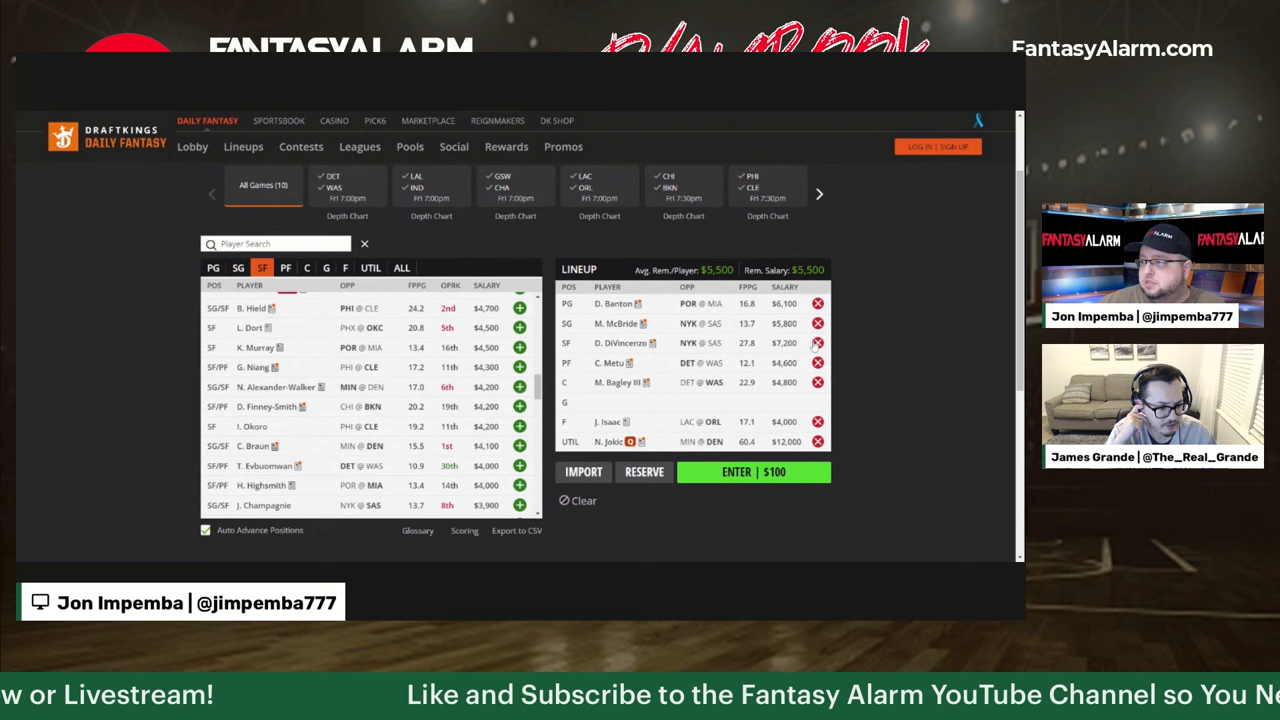 FANTASYALARM
PLAYBOOK
FantasyAlarm.com
DRAFTKINGS
DAILY FANTASY
DAILY FANTASY SPORTSBOOK CASINO PICK6 MARKETPLACE REIGNMAKERS DK SHOP
Lobby Lineups Contests Leagues Pools Social Rewards Promos
LOG IN | SIGN UP
All Games (10)
DET
WAS
Fri 7:00pm
Depth Chart
LAL
IND
Fri 7:00pm
Depth Chart
GSW
CHA
Fri 7:00pm
Depth Chart
LAC
ORL
Fri 7:00pm
Depth Chart
CHI
BKN
Fri 7:30pm
Depth Chart
PHI
CLE
Fri 7:30pm
Depth Chart
Player Search
PG SG SF PF C G F UTIL ALL
POS PLAYER OPP FPPG OPRK SALARY
SG/SF B. Hield PHI @ CLE 24.2 2nd $4,700
SF L. Dort PHX @ OKC 20.8 5th $4,500
SF K. Murray POR @ MIA 13.4 16th $4,500
SF/PF G. Niang PHI @ CLE 17.2 11th $4,300
SG/SF N. Alexander-Walker MIN @ DEN 17.0 6th $4,200
SF/PF D. Finney-Smith CHI @ BKN 20.2 19th $4,200
SF I. Okoro PHI @ CLE 19.2 11th $4,200
SG/SF C. Braun MIN @ DEN 15.5 1st $4,100
SF/PF T. Evbuomwan DET @ WAS 10.9 30th $4,000
SF/PF H. Highsmith POR @ MIA 13.4 14th $4,000
SG/SF J. Champagnie NYK @ SAS 13.7 8th $3,900
Auto Advance Positions Glossary Scoring Export to CSV
LINEUP Avg. Rem./Player: $5,500 Rem. Salary: $5,500
POS PLAYER OPP FPPG SALARY
PG D. Banton POR @ MIA 16.8 $6,100
SG M. McBride NYK @ SAS 13.7 $5,800
SF D. DiVincenzo NYK @ SAS 27.8 $7,200
PF C. Metu DET @ WAS 12.1 $4,600
C M. Bagley III DET @ WAS 22.9 $4,800
G
F J. Isaac LAC @ ORL 17.1 $4,000
UTIL N. Jokic Q MIN @ DEN 60.4 $12,000
IMPORT RESERVE ENTER | $100
Clear
FANTASYALARM
Jon Impemba | @jimpemba777
James Grande | @The_Real_Grande
Jon Impemba | @jimpemba777
w or Livestream! Like and Subscribe to the Fantasy Alarm YouTube Channel so You Ne